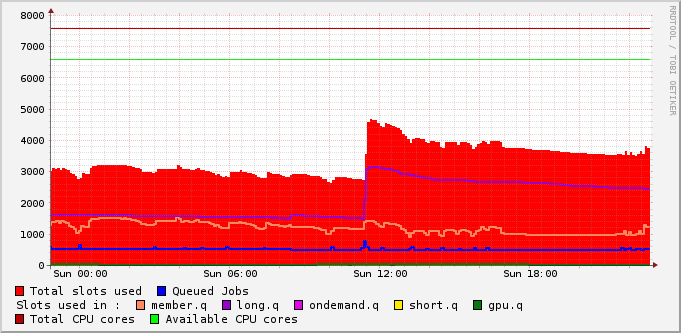 8000
7000
6000
5000
4000
3000
2000
1000
0
Sun 00:00 Sun 06:00 Sun 12:00 Sun 18:00
RRDTOOL / TOBI OETIKER
Total slots used Queued Jobs
Slots used in : member.q long.q ondemand.q short.q gpu.q
Total CPU cores Available CPU cores